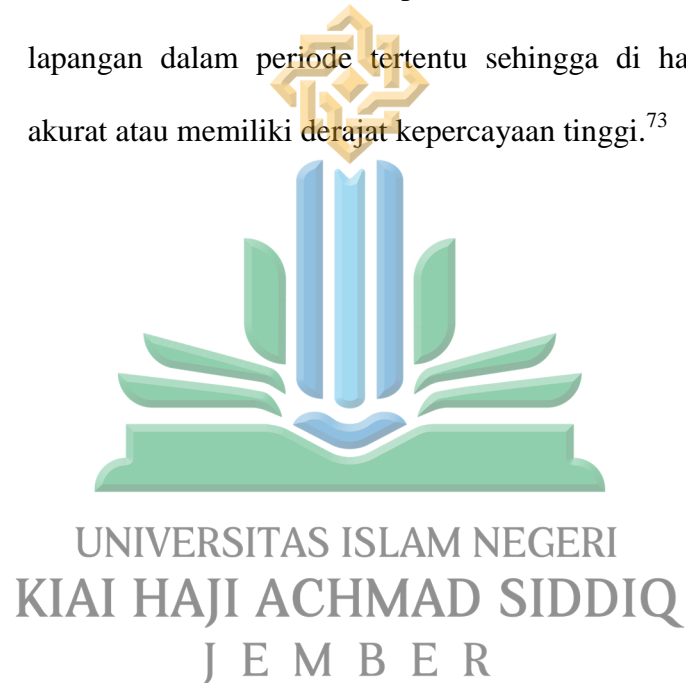 lapangan dalam periode tertentu sehingga di ha
akurat atau memiliki derajat kepercayaan tinggi.73
UNIVERSITAS ISLAM NEGERI
KIAI HAJI ACHMAD SIDDIQ
JEMBER